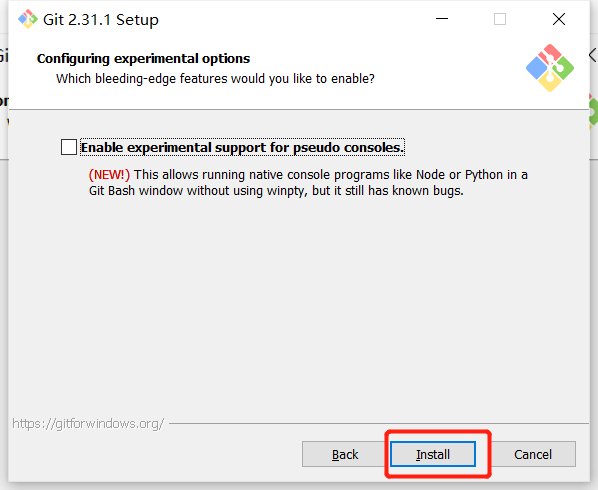 Git 2.31.1 Setup
Configuring experimental options
Which bleeding-edge features would you like to enable?
Enable experimental support for pseudo consoles.
(NEW!) This allows running native console programs like Node or Python in a
Git Bash window without using winpty, but it still has known bugs.
https://gitforwindows.org/
Back
Install
Cancel